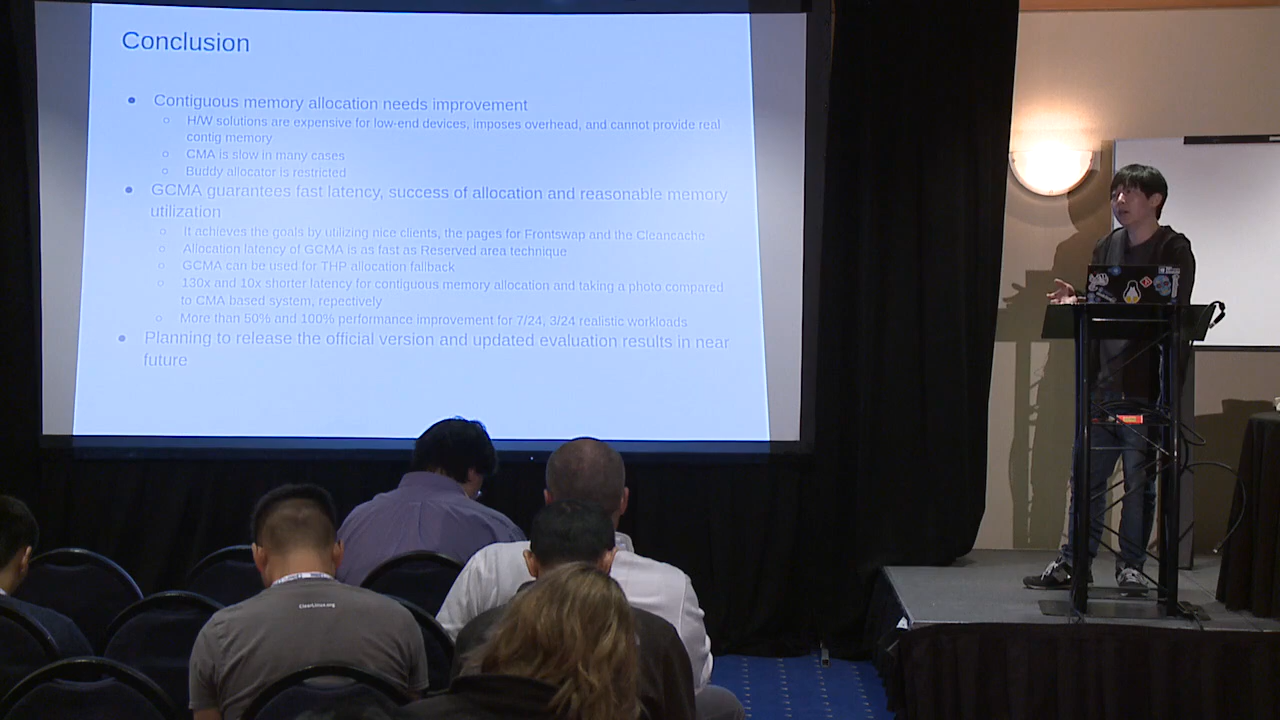 Conclusion
● Contiguous memory allocation needs improvement
○ H/W solutions are expensive for low-end devices, imposes overhead, and cannot provide real
contig memory
○ CMA is slow in many cases
○ Buddy allocator is restricted
● GCMA guarantees fast latency, success of allocation and reasonable memory
utilization
○ It achieves the goals by utilizing nice clients, the pages for Frontswap and the Cleancache
○ Allocation latency of GCMA is as fast as Reserved area technique
○ GCMA can be used for THP allocation fallback
○ 130x and 10x shorter latency for contiguous memory allocation and taking a photo compared
to CMA based system, repectively
○ More than 50% and 100% performance improvement for 7/24, 3/24 realistic workloads
● Planning to release the official version and updated evaluation results in near
future
ClearLinux.org